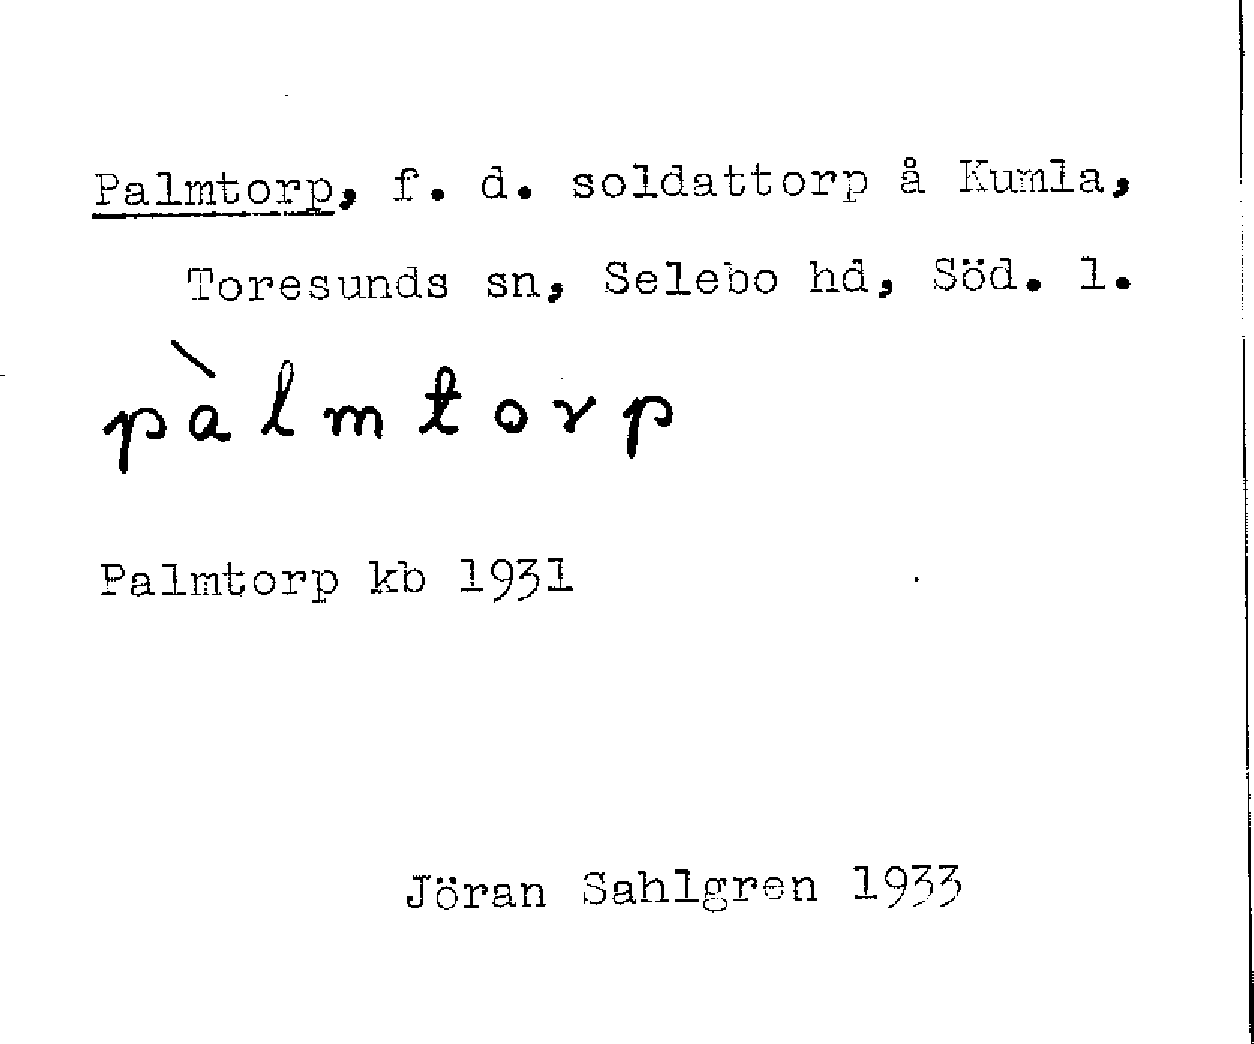 Palmtorp, f. d. soldattorp å Kumla,
Toresunds sn, Selebo hd, Söd. l.
pàlmtorp
Palmtorp kb 1931
Jöran Sahlgren 1933